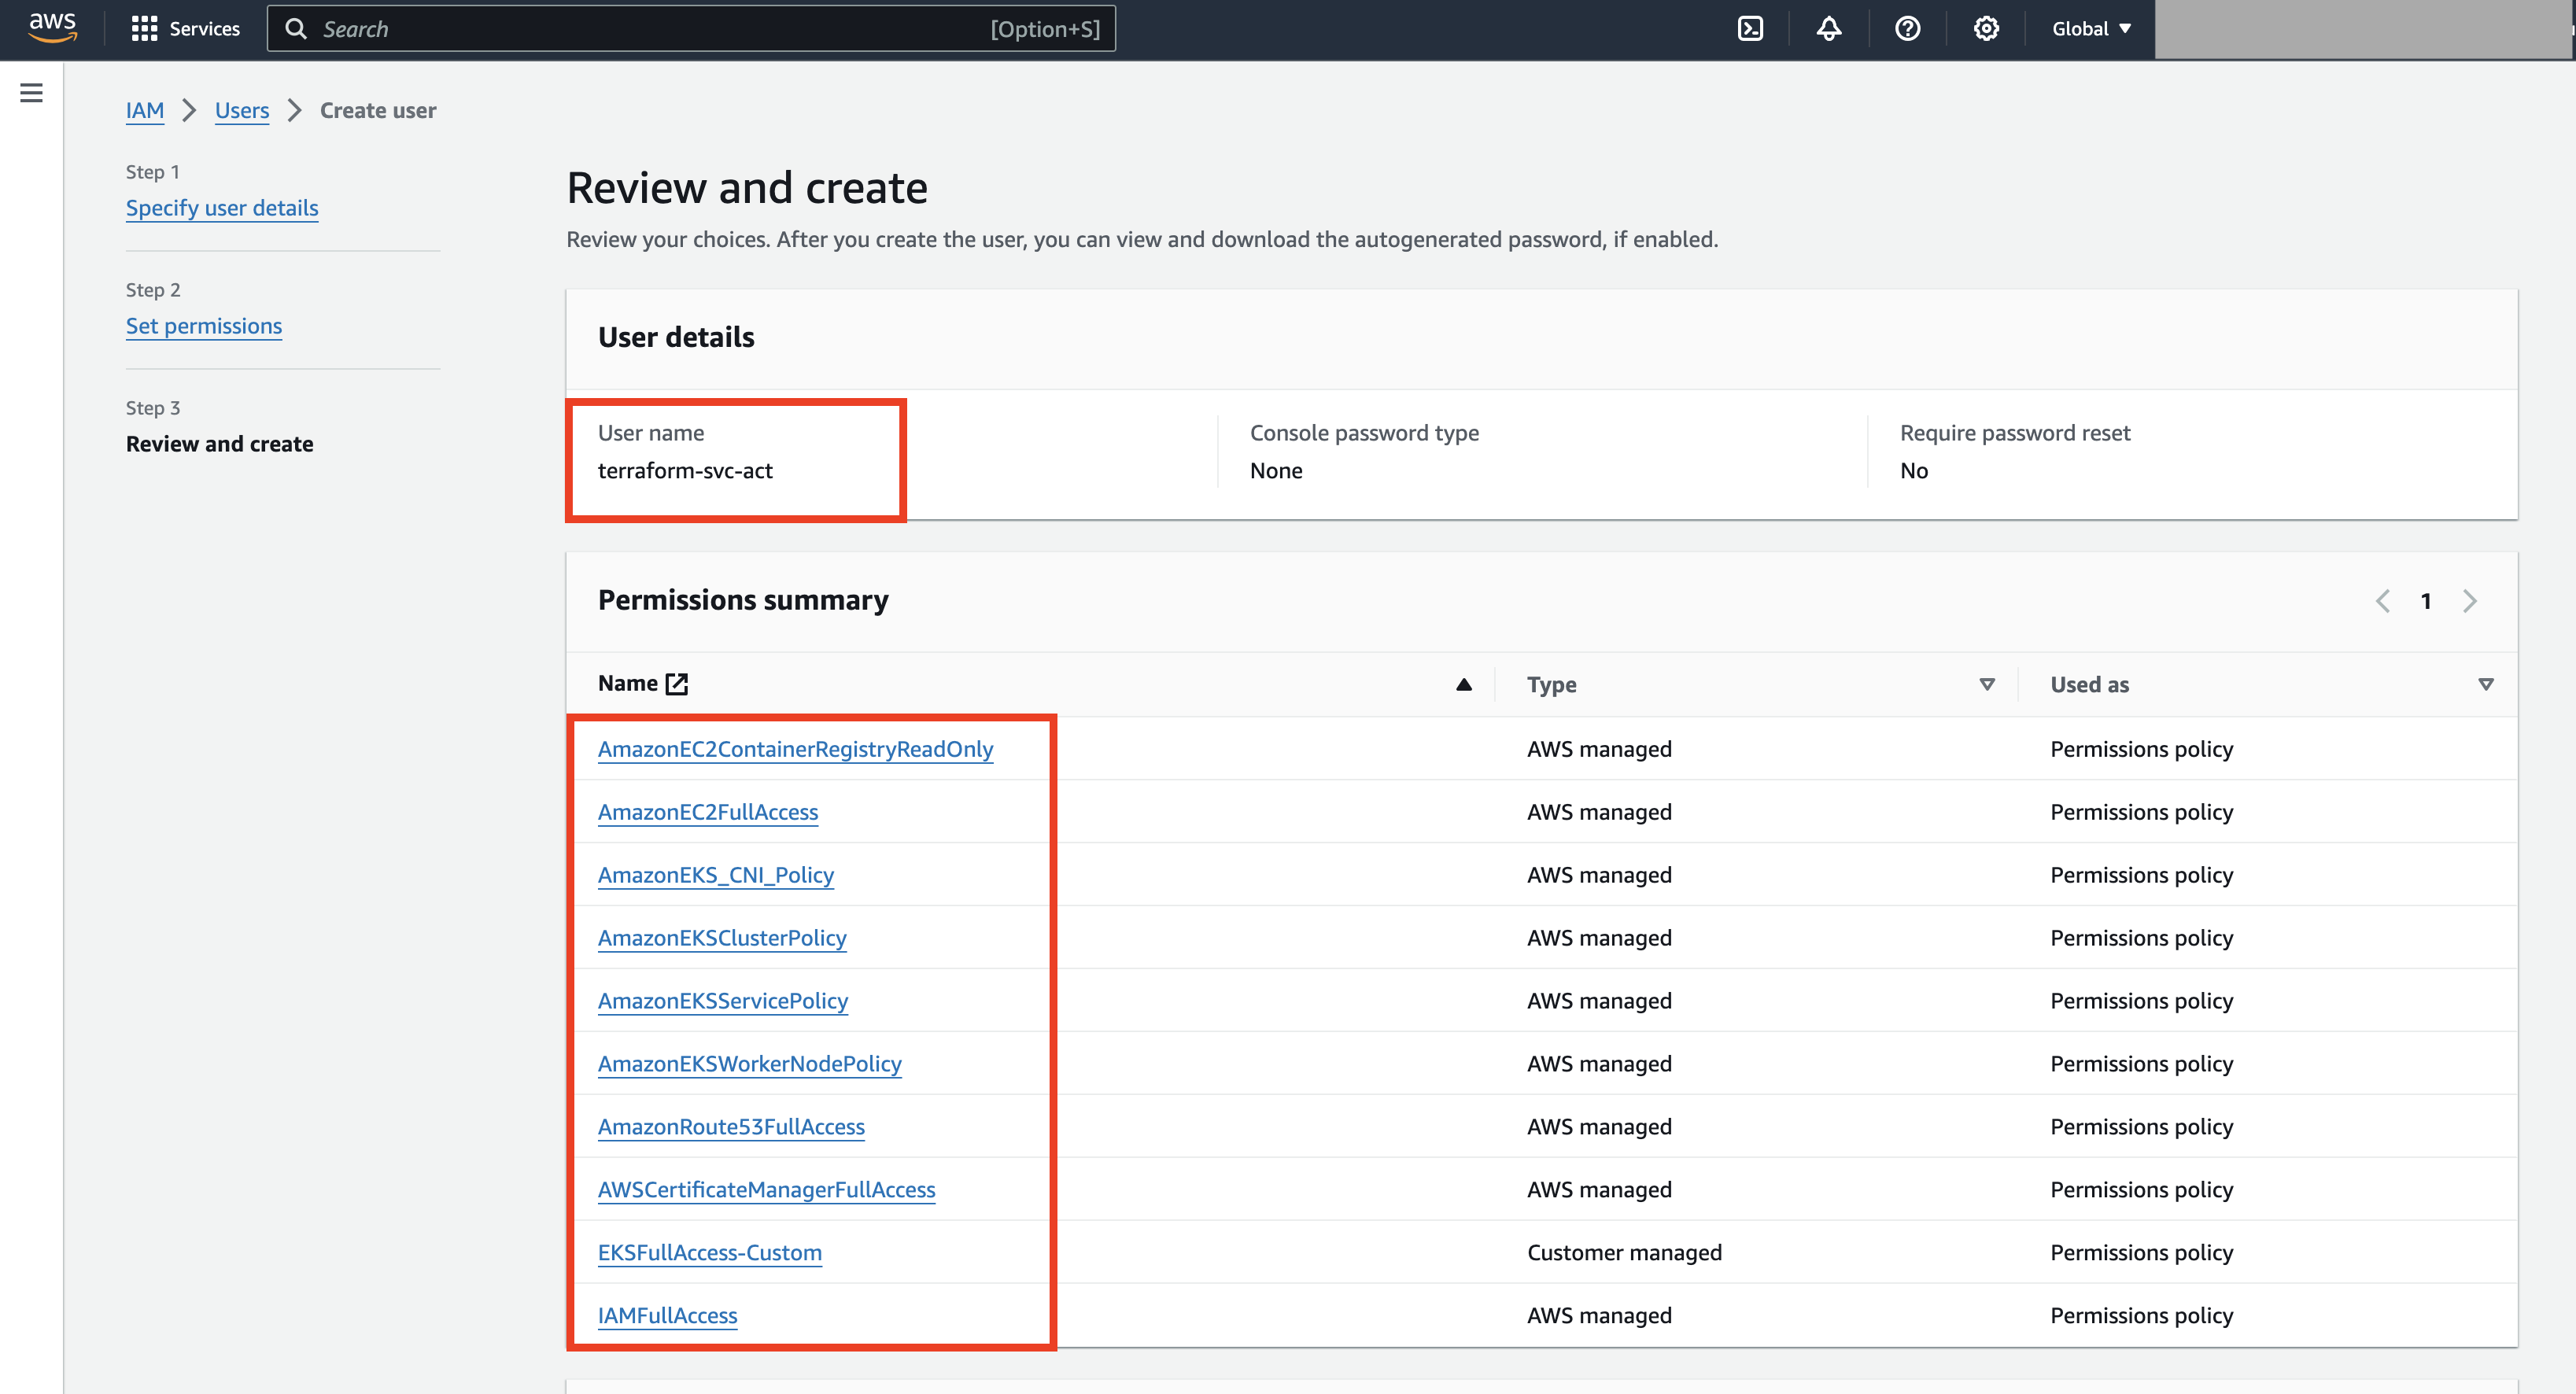 aws
Services
Search
[Option+S]
Global
IAM
Users
Create user
Step 1
Specify user details
Step 2
Set permissions
Step 3
Review and create
Review and create
Review your choices. After you create the user, you can view and download the autogenerated password, if enabled.
User details
User name
terraform-svc-act
Console password type
None
Require password reset
No
Permissions summary
1
Name Type Used as
AmazonEC2ContainerRegistryReadOnly AWS managed Permissions policy
AmazonEC2FullAccess AWS managed Permissions policy
AmazonEKS_CNI_Policy AWS managed Permissions policy
AmazonEKSClusterPolicy AWS managed Permissions policy
AmazonEKSServicePolicy AWS managed Permissions policy
AmazonEKSWorkerNodePolicy AWS managed Permissions policy
AmazonRoute53FullAccess AWS managed Permissions policy
AWSCertificateManagerFullAccess AWS managed Permissions policy
EKSFullAccess-Custom Customer managed Permissions policy
IAMFullAccess AWS managed Permissions policy